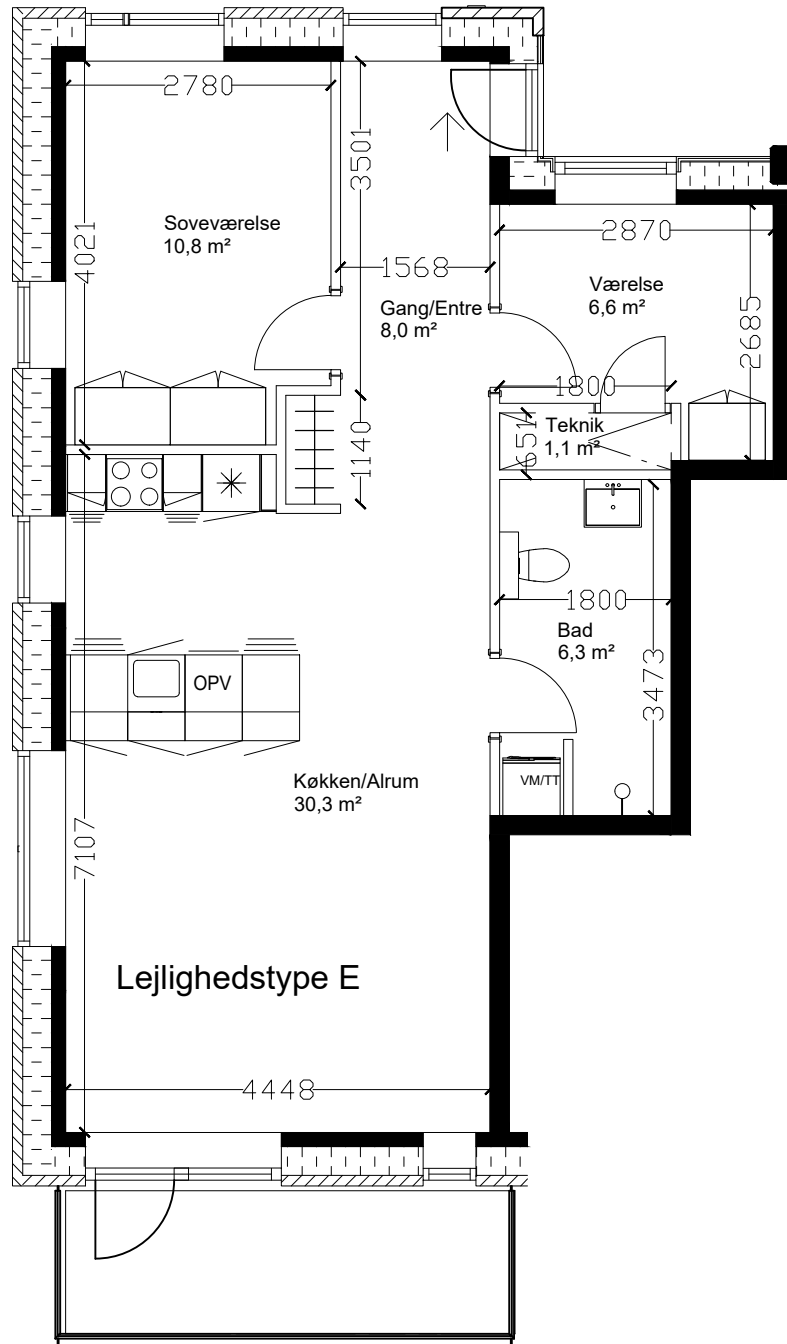 2780
3501
Soveværelse
10,8 m²
4021
1568
2870
Gang/Entre
8,0 m²
Værelse
6,6 m²
2685
1800
1140
Teknik
1,1 m²
651
1800
Bad
6,3 m²
3473
OPV
Køkken/Alrum
30,3 m²
VM/TT
7107
Lejlighedstype E
4448